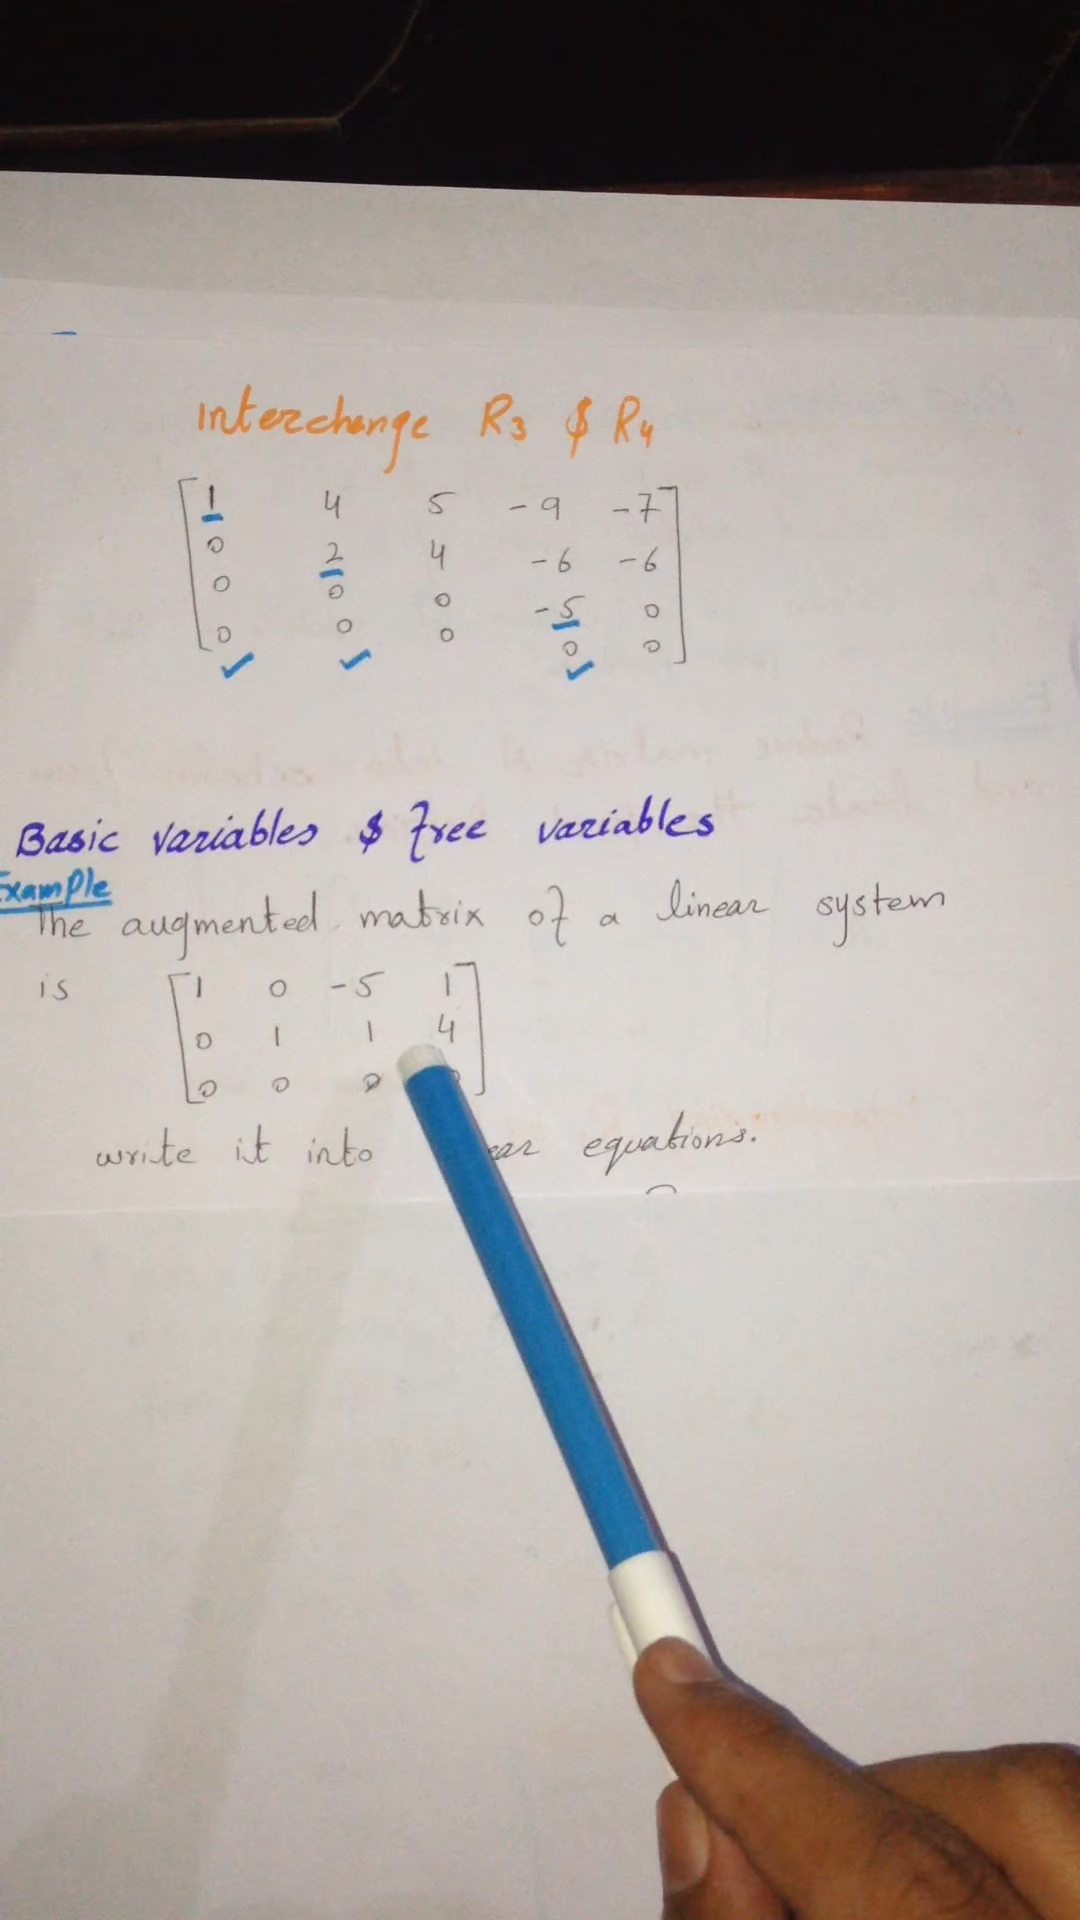 Interchange R3 $ R4
1 4 5 -9 -7
0 2 4 -6 -6
0 0 0 -5 0
0 0 0 0 0
Basic variables $ free variables
Example
The augmented matrix of a linear system
is
1 0 -5 1
0 1 1 4
0 0 0
write it into equations.